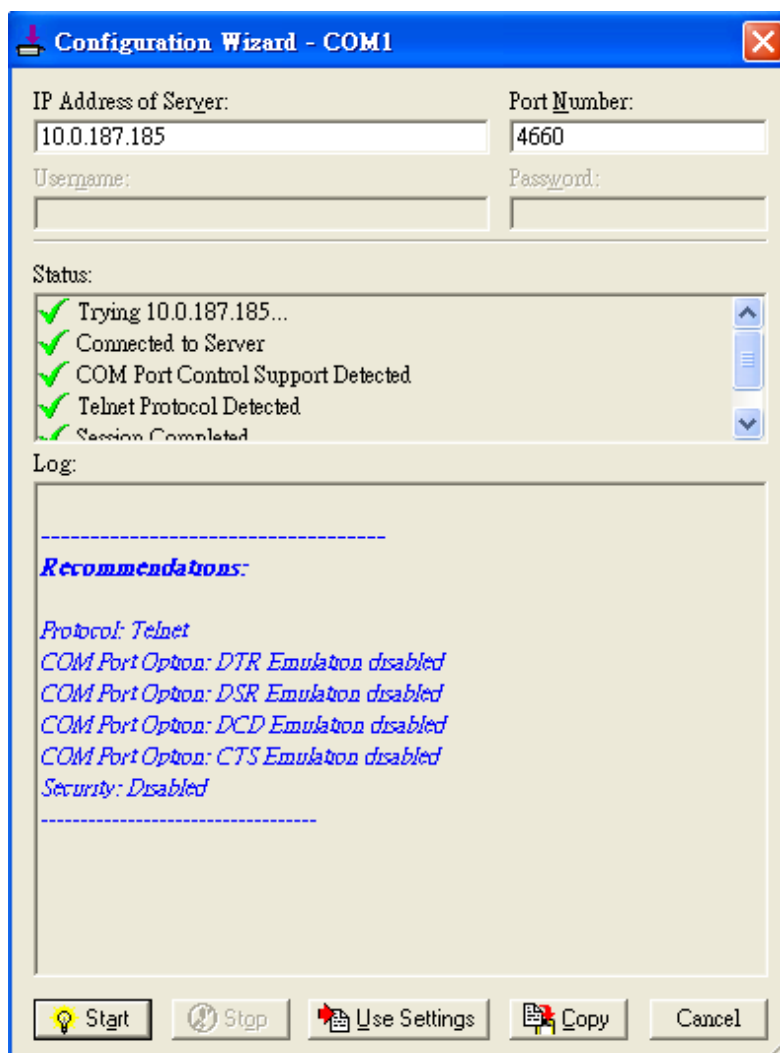 Configuration Wizard - COM1
IP Address of Server: Port Number:
10.0.187.185 4660
Username: Password:
Status:
Trying 10.0.187.185...
Connected to Server
COM Port Control Support Detected
Telnet Protocol Detected
Session Completed
Log:
-----------------------------------
Recommendations:
Protocol: Telnet
COM Port Option: DTR Emulation disabled
COM Port Option: DSR Emulation disabled
COM Port Option: DCD Emulation disabled
COM Port Option: CTS Emulation disabled
Security: Disabled
-----------------------------------
Start Stop Use Settings Copy Cancel